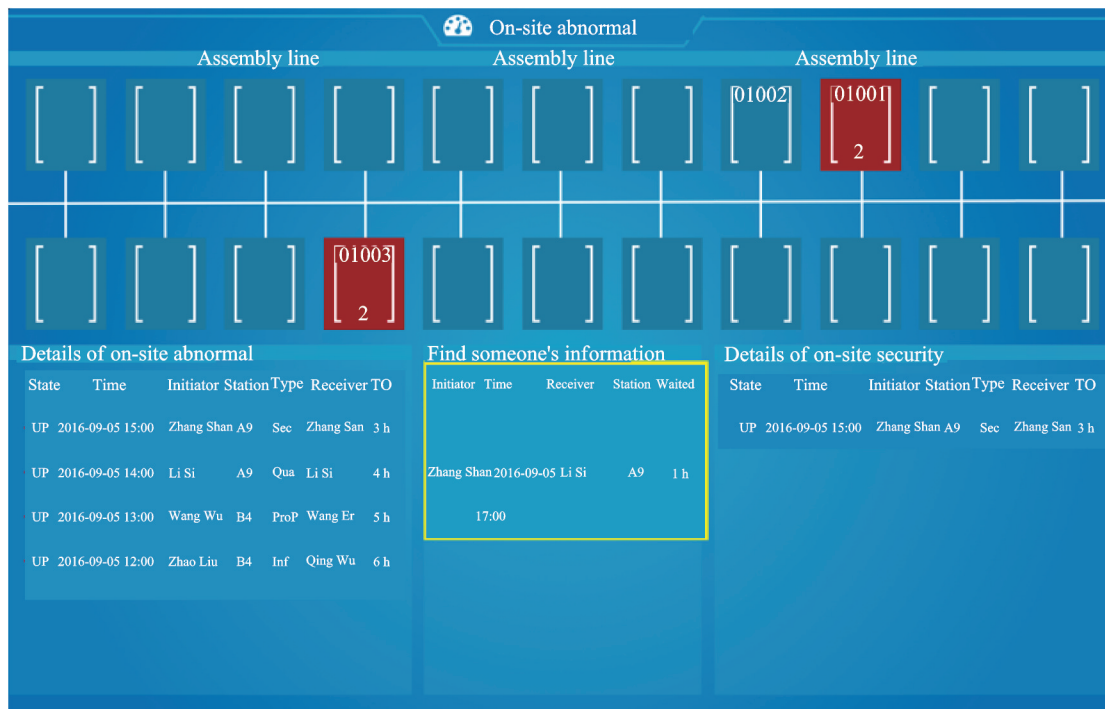 On-site abnormal
Assembly line Assembly line Assembly line
01002 01001
2
01003
2
Details of on-site abnormal
State Time Initiator Station Type Receiver TO
UP 2016-09-05 15:00 Zhang Shan A9 Sec Zhang San 3 h
UP 2016-09-05 14:00 Li Si A9 Qua Li Si 4 h
UP 2016-09-05 13:00 Wang Wu B4 ProP Wang Er 5 h
UP 2016-09-05 12:00 Zhao Liu B4 Inf Qing Wu 6 h
Find someone's information
Initiator Time Receiver Station Waited
Zhang Shan 2016-09-05 Li Si A9 1 h
17:00
Details of on-site security
State Time Initiator Station Type Receiver TO
UP 2016-09-05 15:00 Zhang Shan A9 Sec Zhang San 3 h